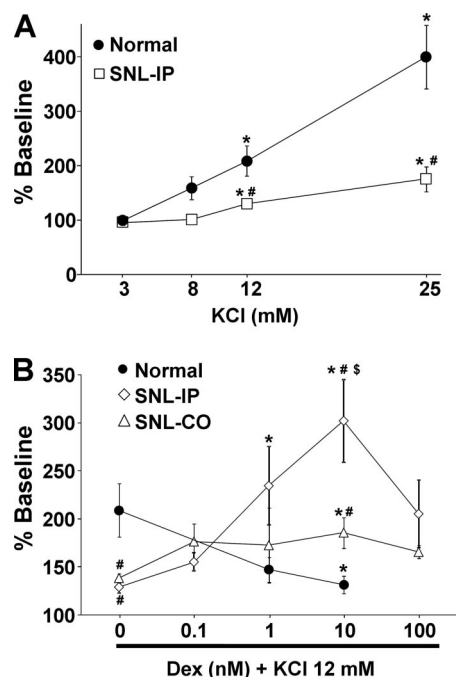 A
Normal
SNL-IP
% Baseline
400
300
200
100
0
*
*
* #
* #
3 8 12 25
KCl (mM)
B
Normal
SNL-IP
SNL-CO
% Baseline
350
300
250
200
150
100
* # $
*
* #
*
#
#
0 0.1 1 10 100
Dex (nM) + KCl 12 mM